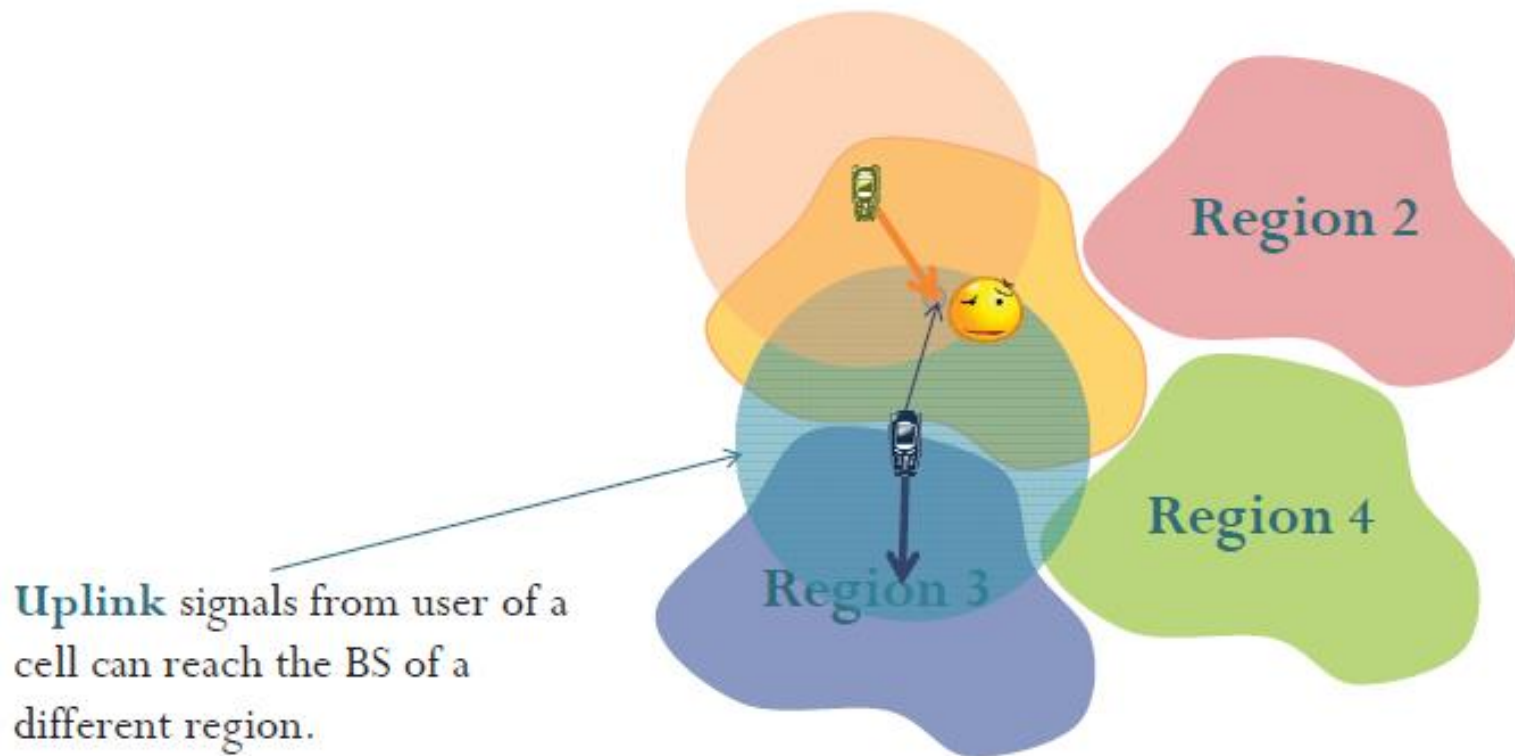 Region 2
Region 4
Region 3
Uplink signals from user of a
cell can reach the BS of a
different region.